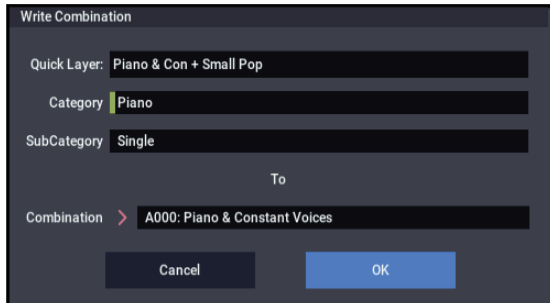 Write Combination
Quick Layer: Piano & Con + Small Pop
Category Piano
SubCategory Single
To
Combination A000: Piano & Constant Voices
Cancel OK